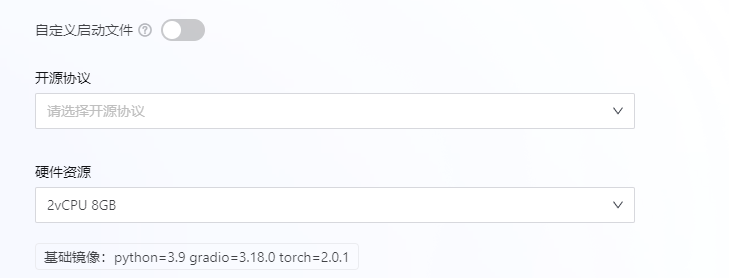 自定义启动文件 ?
开源协议
请选择开源协议
硬件资源
2vCPU 8GB
基础镜像：python=3.9 gradio=3.18.0 torch=2.0.1